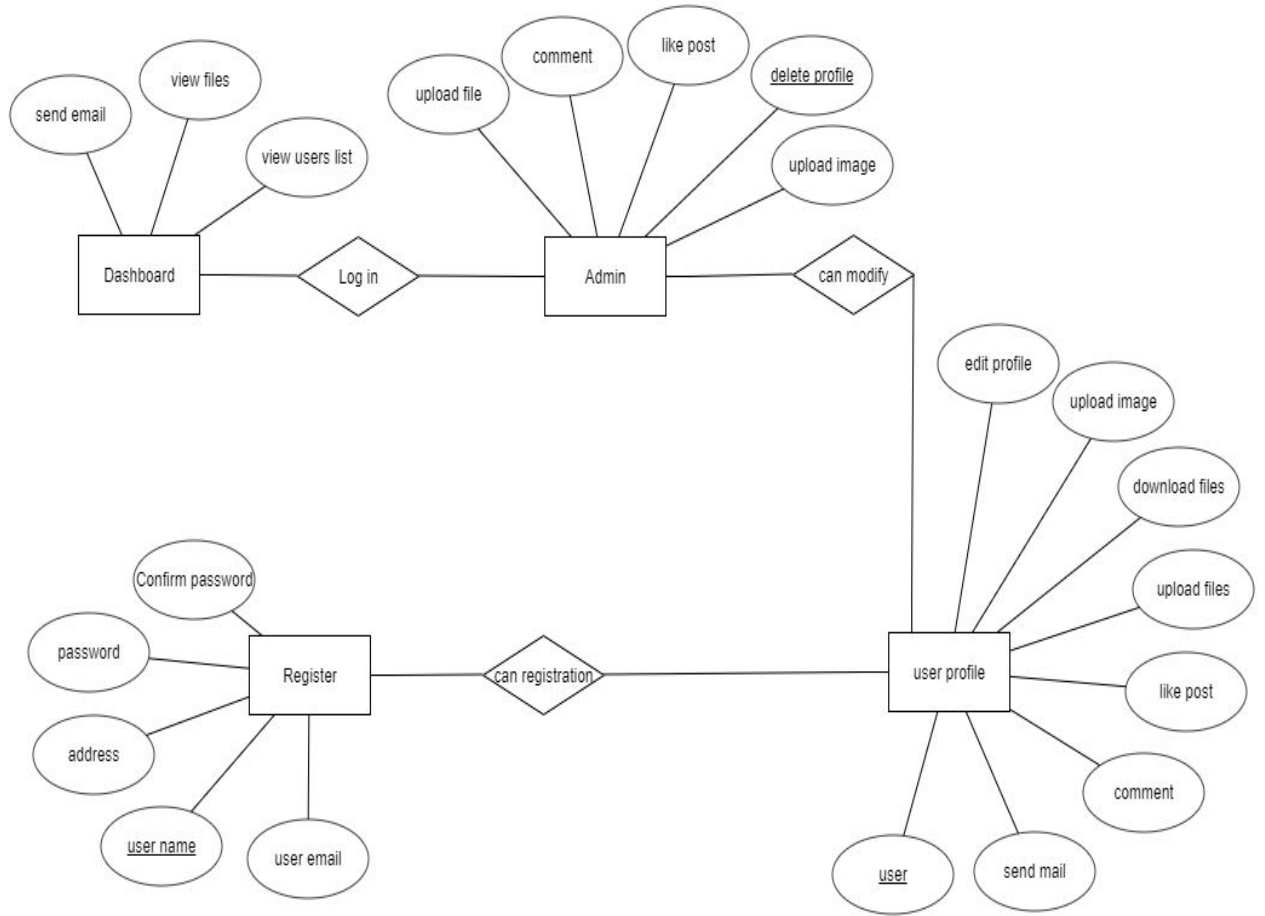 like post
comment
delete profile
view files
upload file
send email
view users list
upload image
Dashboard
Log in
Admin
can modify
edit profile
upload image
download files
Confirm password
upload files
password
Register
can registration
user profile
like post
address
comment
user name
user email
user
send mail